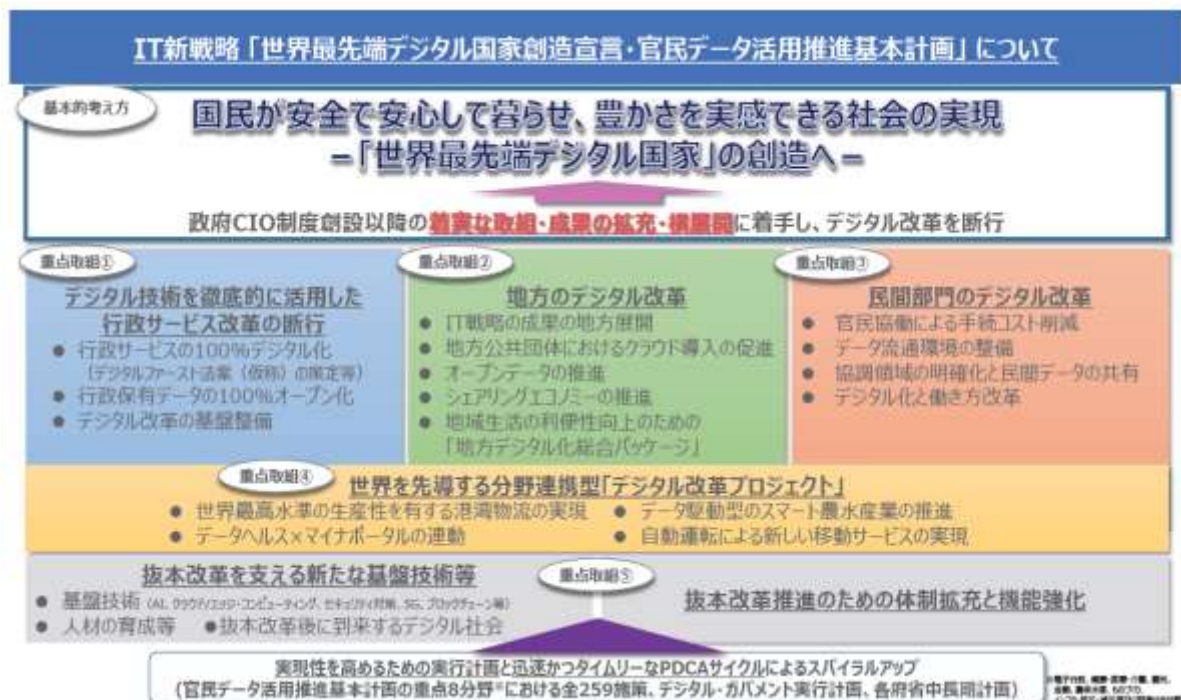 IT新戦略「世界最先端デジタル国家創造宣言・官民データ活用推進基本計画」について
基本的考え方
国民が安全で安心して暮らせ、豊かさを実感できる社会の実現
－「世界最先端デジタル国家」の創造へ－
政府CIO制度創設以降の着実な取組・成果の拡充・横展開に着手し、デジタル改革を断行
重点取組①
デジタル技術を徹底的に活用した
行政サービス改革の断行
● 行政サービスの100%デジタル化
（デジタルファースト法案（仮称）の策定等）
● 行政保有データの100%オープン化
● デジタル改革の基盤整備
重点取組②
地方のデジタル改革
● IT戦略の成果の地方展開
● 地方公共団体におけるクラウド導入の促進
● オープンデータの推進
● シェアリングエコノミーの推進
● 地域生活の利便性向上のための
「地方デジタル化総合パッケージ」
重点取組③
民間部門のデジタル改革
● 官民協働による手続コスト削減
● データ流通環境の整備
● 協調領域の明確化と民間データの共有
● デジタル化と働き方改革
重点取組④
世界を先導する分野連携型「デジタル改革プロジェクト」
● 世界最高水準の生産性を有する港湾物流の実現 ● データ駆動型のスマート農水産業の推進
● データヘルス×マイナポータルの連動 ● 自動運転による新しい移動サービスの実現
重点取組⑤
抜本改革を支える新たな基盤技術等
● 基盤技術（AI、クラウド/エッジ・コンピューティング、セキュリティ対策、5G、ブロックチェーン等）
● 人材の育成等 ●抜本改革後に到来するデジタル社会
抜本改革推進のための体制拡充と機能強化
実現性を高めるための実行計画と迅速かつタイムリーなPDCAサイクルによるスパイラルアップ
（官民データ活用推進基本計画の重点8分野※における全259施策、デジタル・ガバメント実行計画、各府省中長期計画）